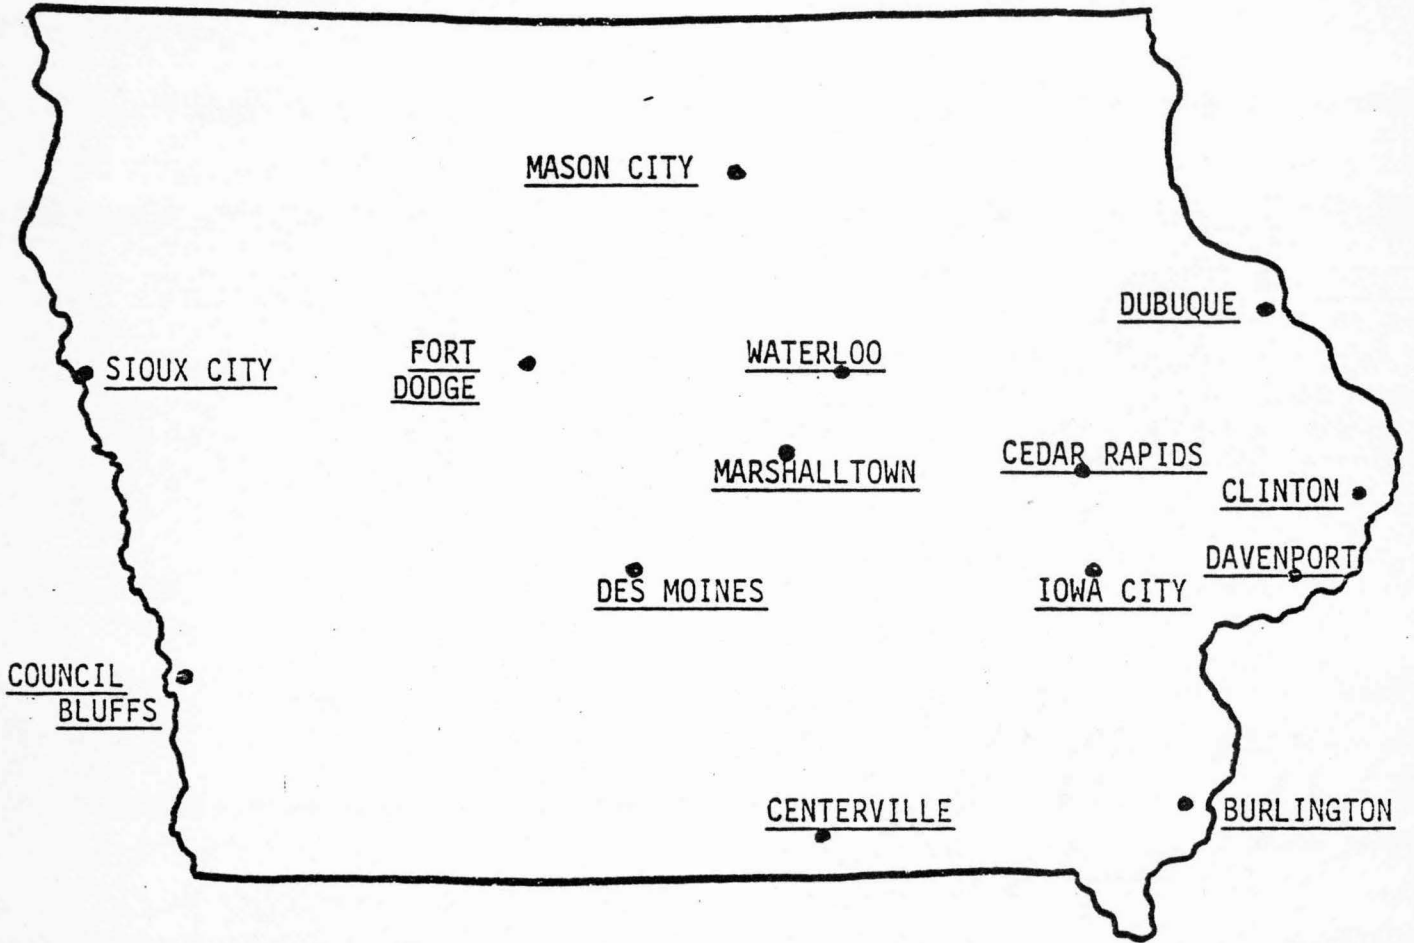 MASON CITY
DUBUQUE
FORT
DODGE
WATERLOO
SIOUX CITY
CEDAR RAPIDS
MARSHALLTOWN
CLINTON
DAVENPORT
DES MOINES
IOWA CITY
COUNCIL
BLUFFS
CENTERVILLE
BURLINGTON